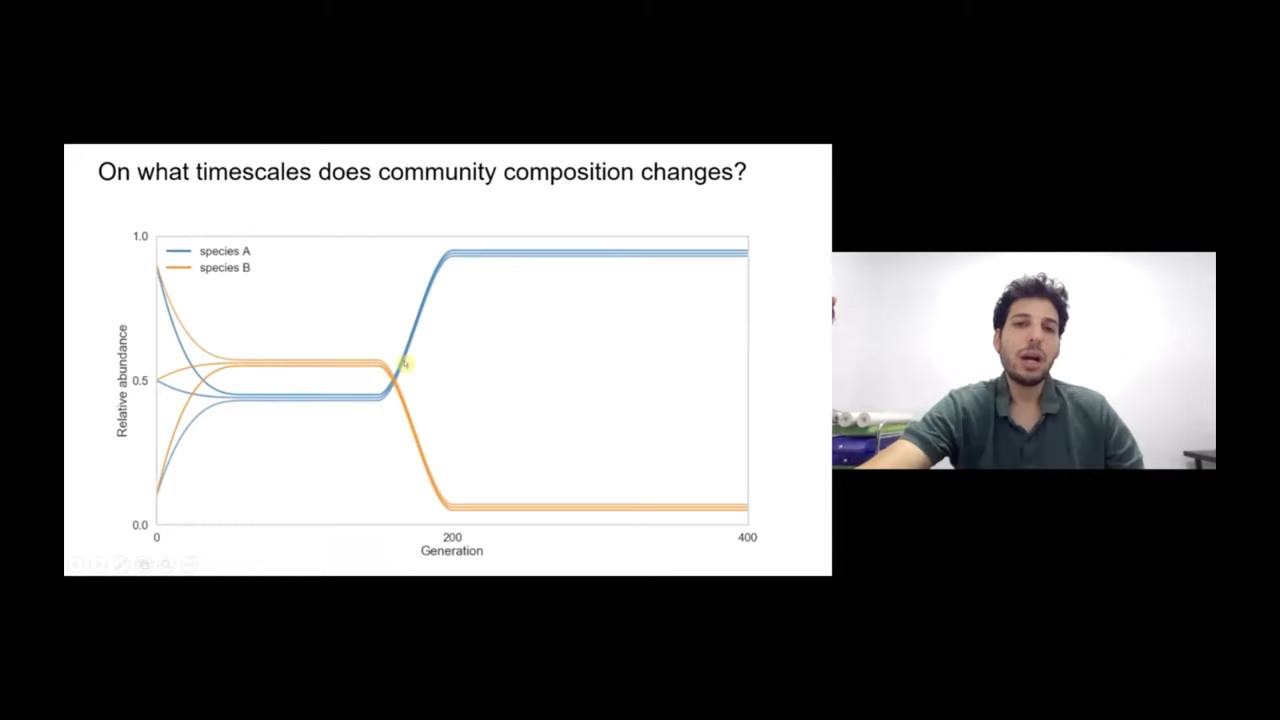 On what timescales does community composition changes?
1.0
species A
species B
Relative abundance
0.5
0.0
0
200
400
Generation